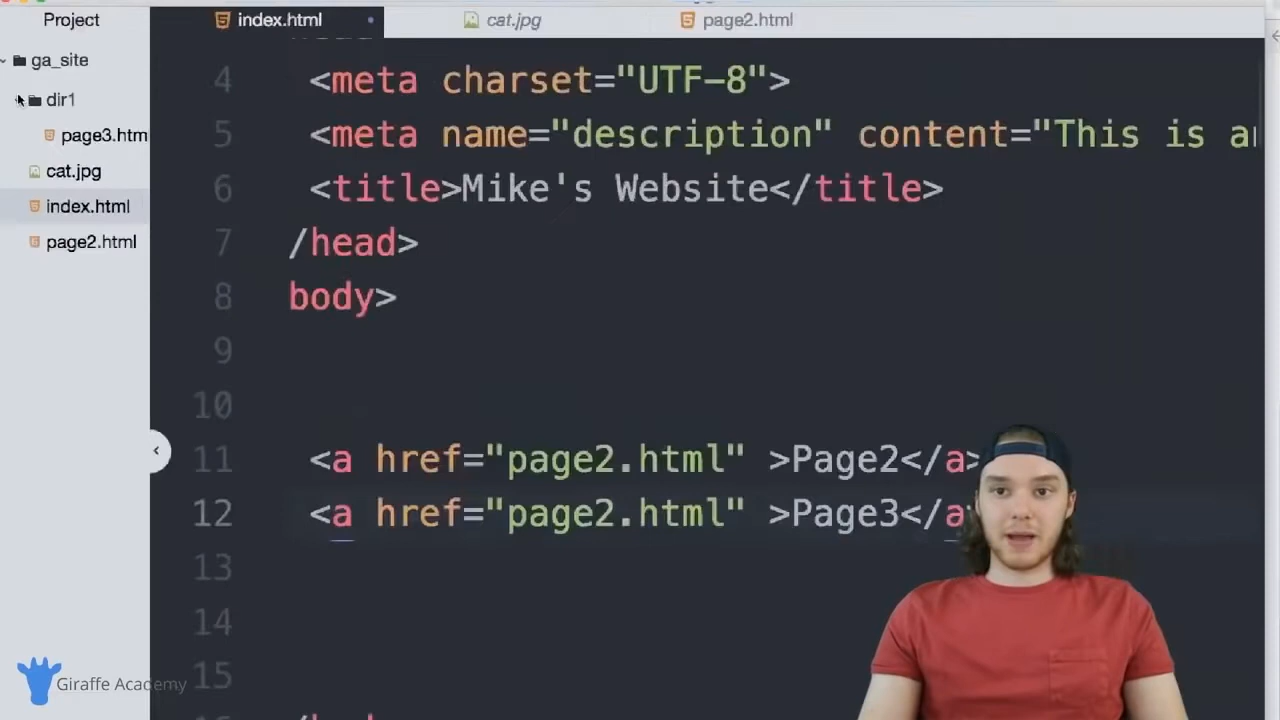 Project
index.html
cat.jpg
page2.html
ga_site
dir1
page3.htm
cat.jpg
index.html
page2.html
4 <meta charset="UTF-8">
5 <meta name="description" content="This is a
6 <title>Mike's Website</title>
7 /head>
8 body>
9
10
11 <a href="page2.html" >Page2</a>
12 <a href="page2.html" >Page3</a
13
14
15
Giraffe Academy